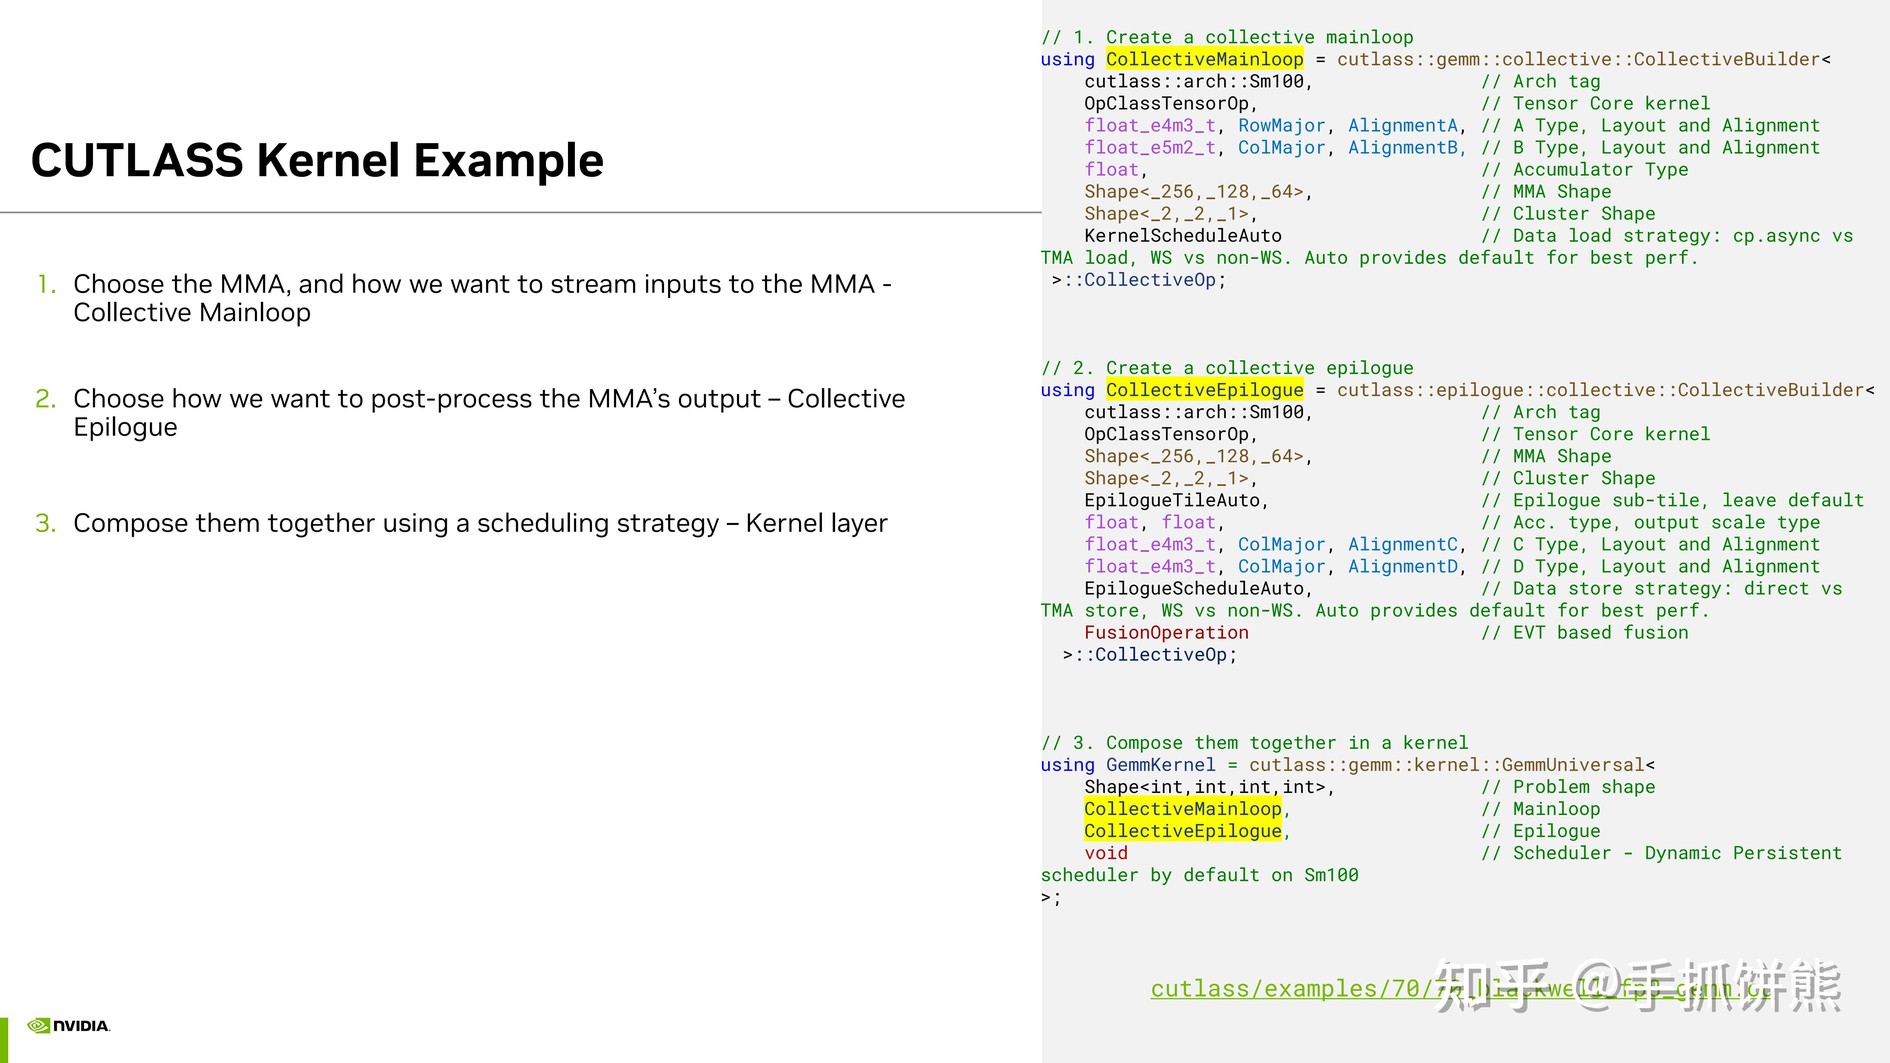 CUTLASS Kernel Example
1. Choose the MMA, and how we want to stream inputs to the MMA -
Collective Mainloop
2. Choose how we want to post-process the MMA’s output – Collective
Epilogue
3. Compose them together using a scheduling strategy – Kernel layer
// 1. Create a collective mainloop
using CollectiveMainloop = cutlass::gemm::collective::CollectiveBuilder<
cutlass::arch::Sm100, // Arch tag
OpClassTensorOp, // Tensor Core kernel
float_e4m3_t, RowMajor, AlignmentA, // A Type, Layout and Alignment
float_e5m2_t, ColMajor, AlignmentB, // B Type, Layout and Alignment
float, // Accumulator Type
Shape<_256,_128,_64>, // MMA Shape
Shape<_2,_2,_1>, // Cluster Shape
KernelScheduleAuto // Data load strategy: cp.async vs
TMA load, WS vs non-WS. Auto provides default for best perf.
>::CollectiveOp;
// 2. Create a collective epilogue
using CollectiveEpilogue = cutlass::epilogue::collective::CollectiveBuilder<
cutlass::arch::Sm100, // Arch tag
OpClassTensorOp, // Tensor Core kernel
Shape<_256,_128,_64>, // MMA Shape
Shape<_2,_2,_1>, // Cluster Shape
EpilogueTileAuto, // Epilogue sub-tile, leave default
float, float, // Acc. type, output scale type
float_e4m3_t, ColMajor, AlignmentC, // C Type, Layout and Alignment
float_e4m3_t, ColMajor, AlignmentD, // D Type, Layout and Alignment
EpilogueScheduleAuto, // Data store strategy: direct vs
TMA store, WS vs non-WS. Auto provides default for best perf.
FusionOperation // EVT based fusion
>::CollectiveOp;
// 3. Compose them together in a kernel
using GemmKernel = cutlass::gemm::kernel::GemmUniversal<
Shape<int,int,int,int>, // Problem shape
CollectiveMainloop, // Mainloop
CollectiveEpilogue, // Epilogue
void // Scheduler - Dynamic Persistent
scheduler by default on Sm100
>;
cutlass/examples/70/
知乎 @手抓饼熊
NVIDIA.